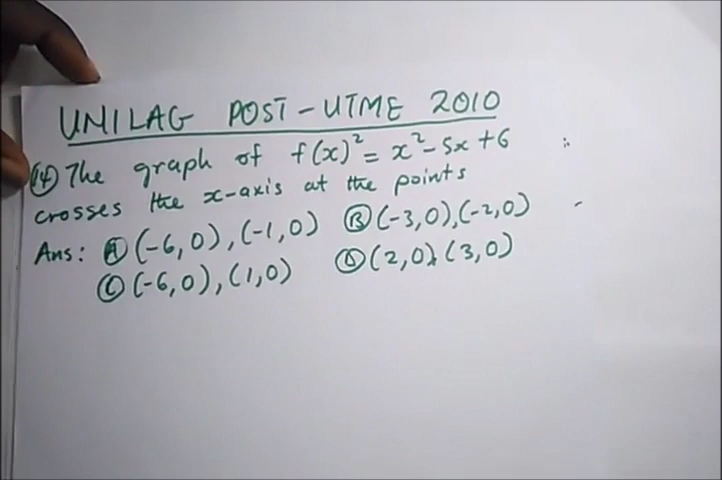 UNILAG POST-UTME 2010
(14) The graph of f(x)² = x² - 5x + 6
crosses the x-axis at the points
Ans: (A) (-6,0), (-1,0) (B) (-3,0), (-2,0)
(C) (-6,0), (1,0) (D) (2,0), (3,0)